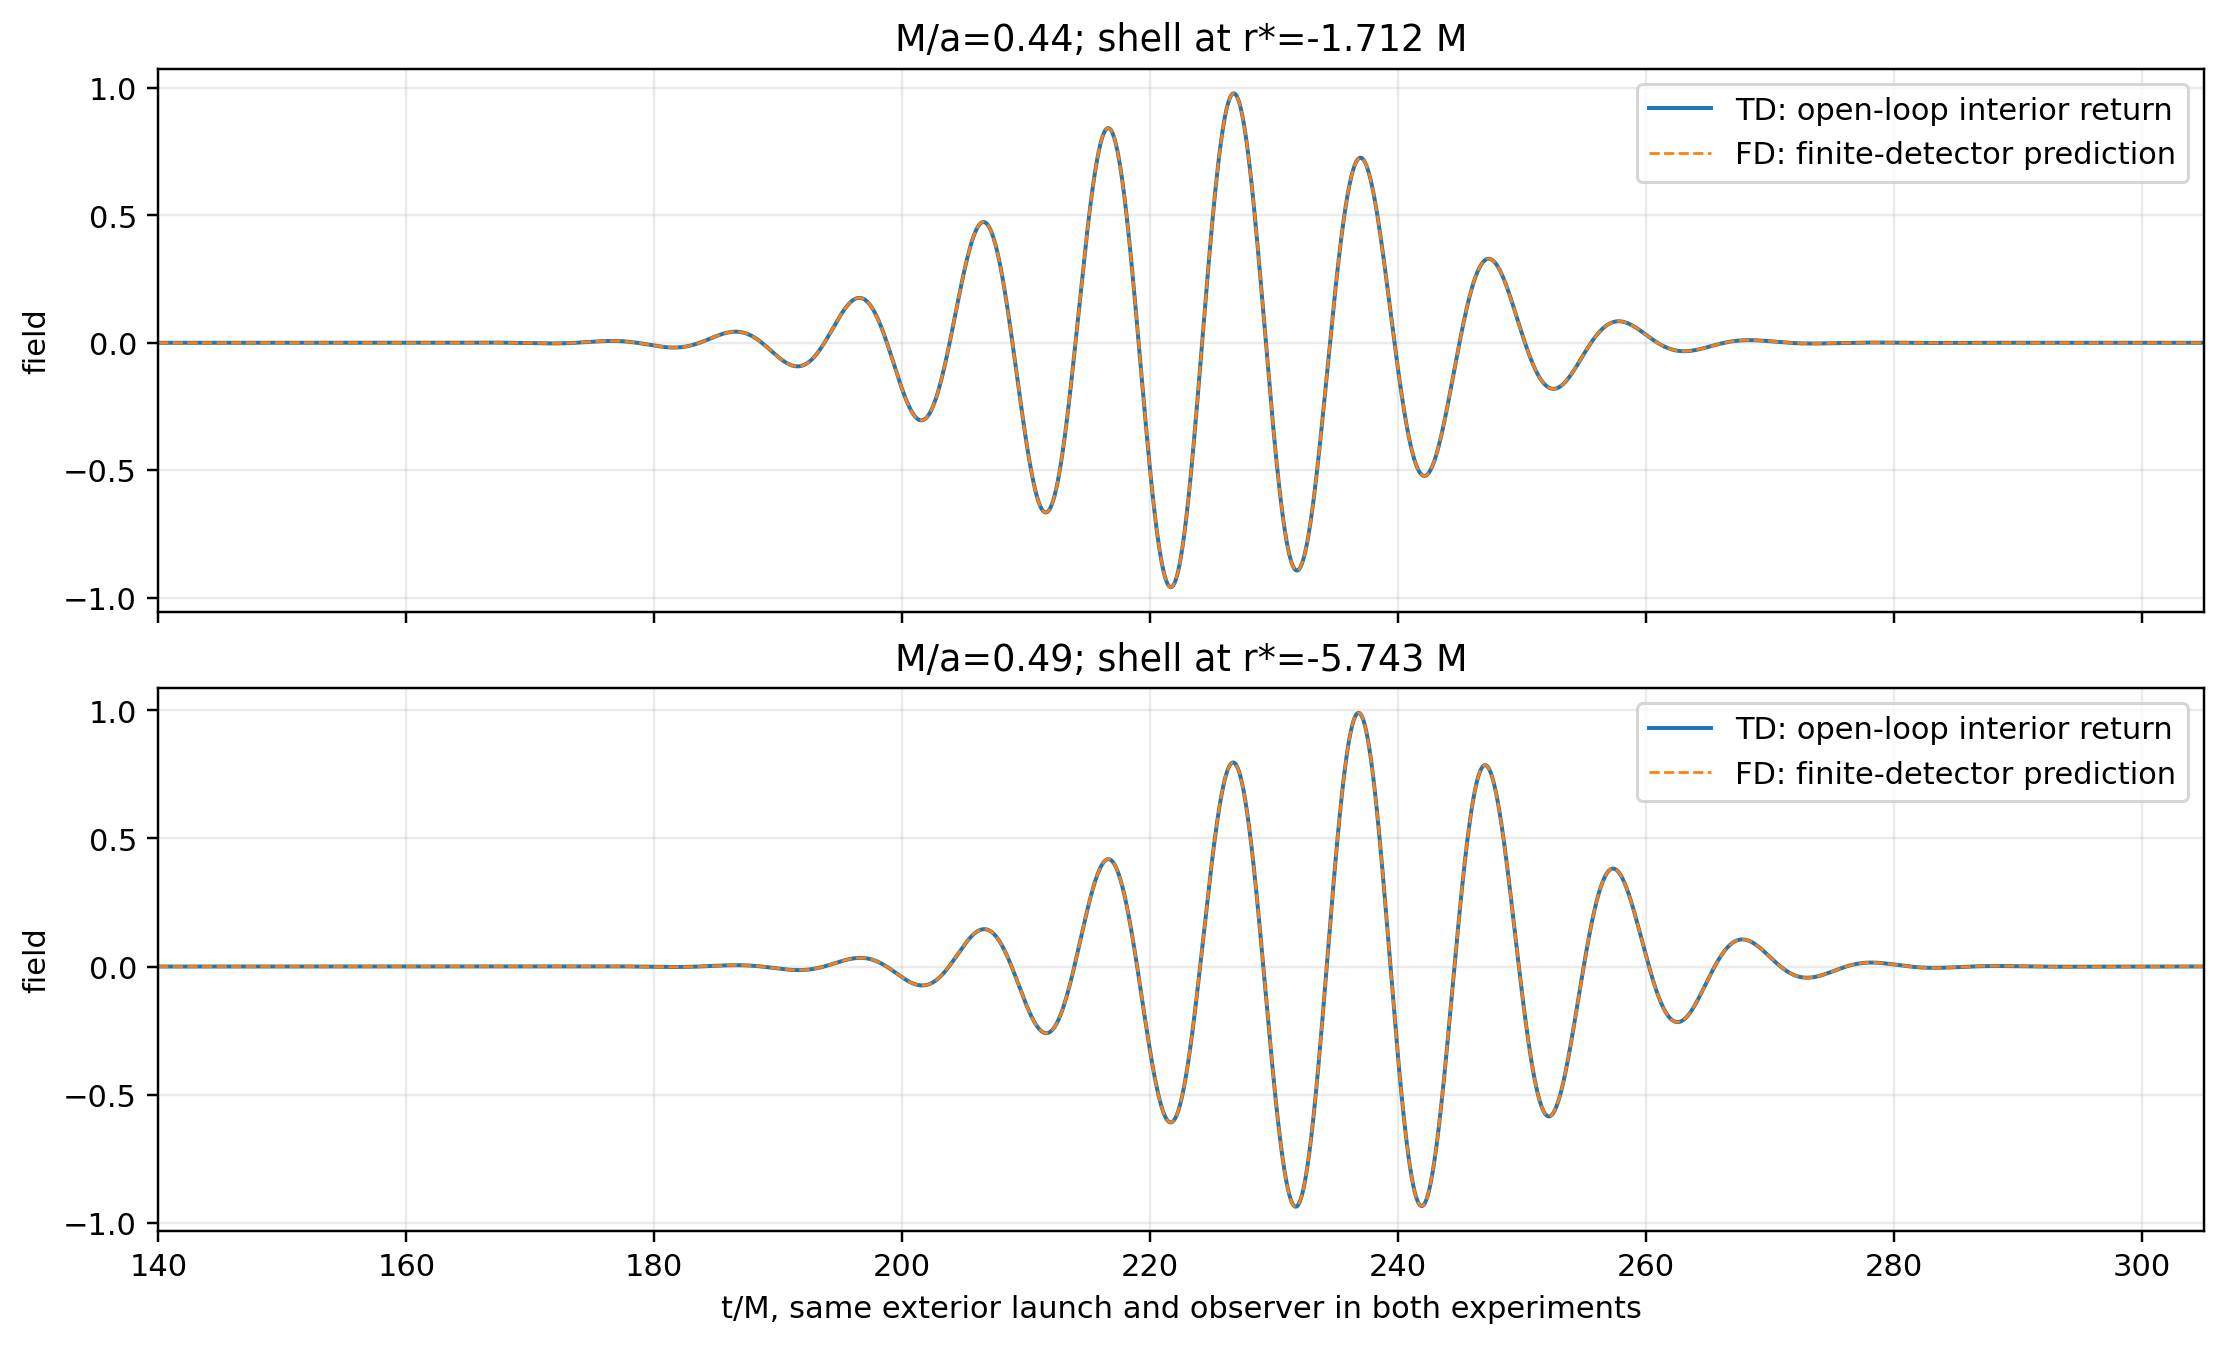 M/a=0.44; shell at r*=-1.712 M
1.0
0.5
0.0
−0.5
−1.0
field
TD: open-loop interior return
FD: finite-detector prediction
M/a=0.49; shell at r*=-5.743 M
1.0
0.5
0.0
−0.5
−1.0
field
TD: open-loop interior return
FD: finite-detector prediction
140 160 180 200 220 240 260 280 300
t/M, same exterior launch and observer in both experiments